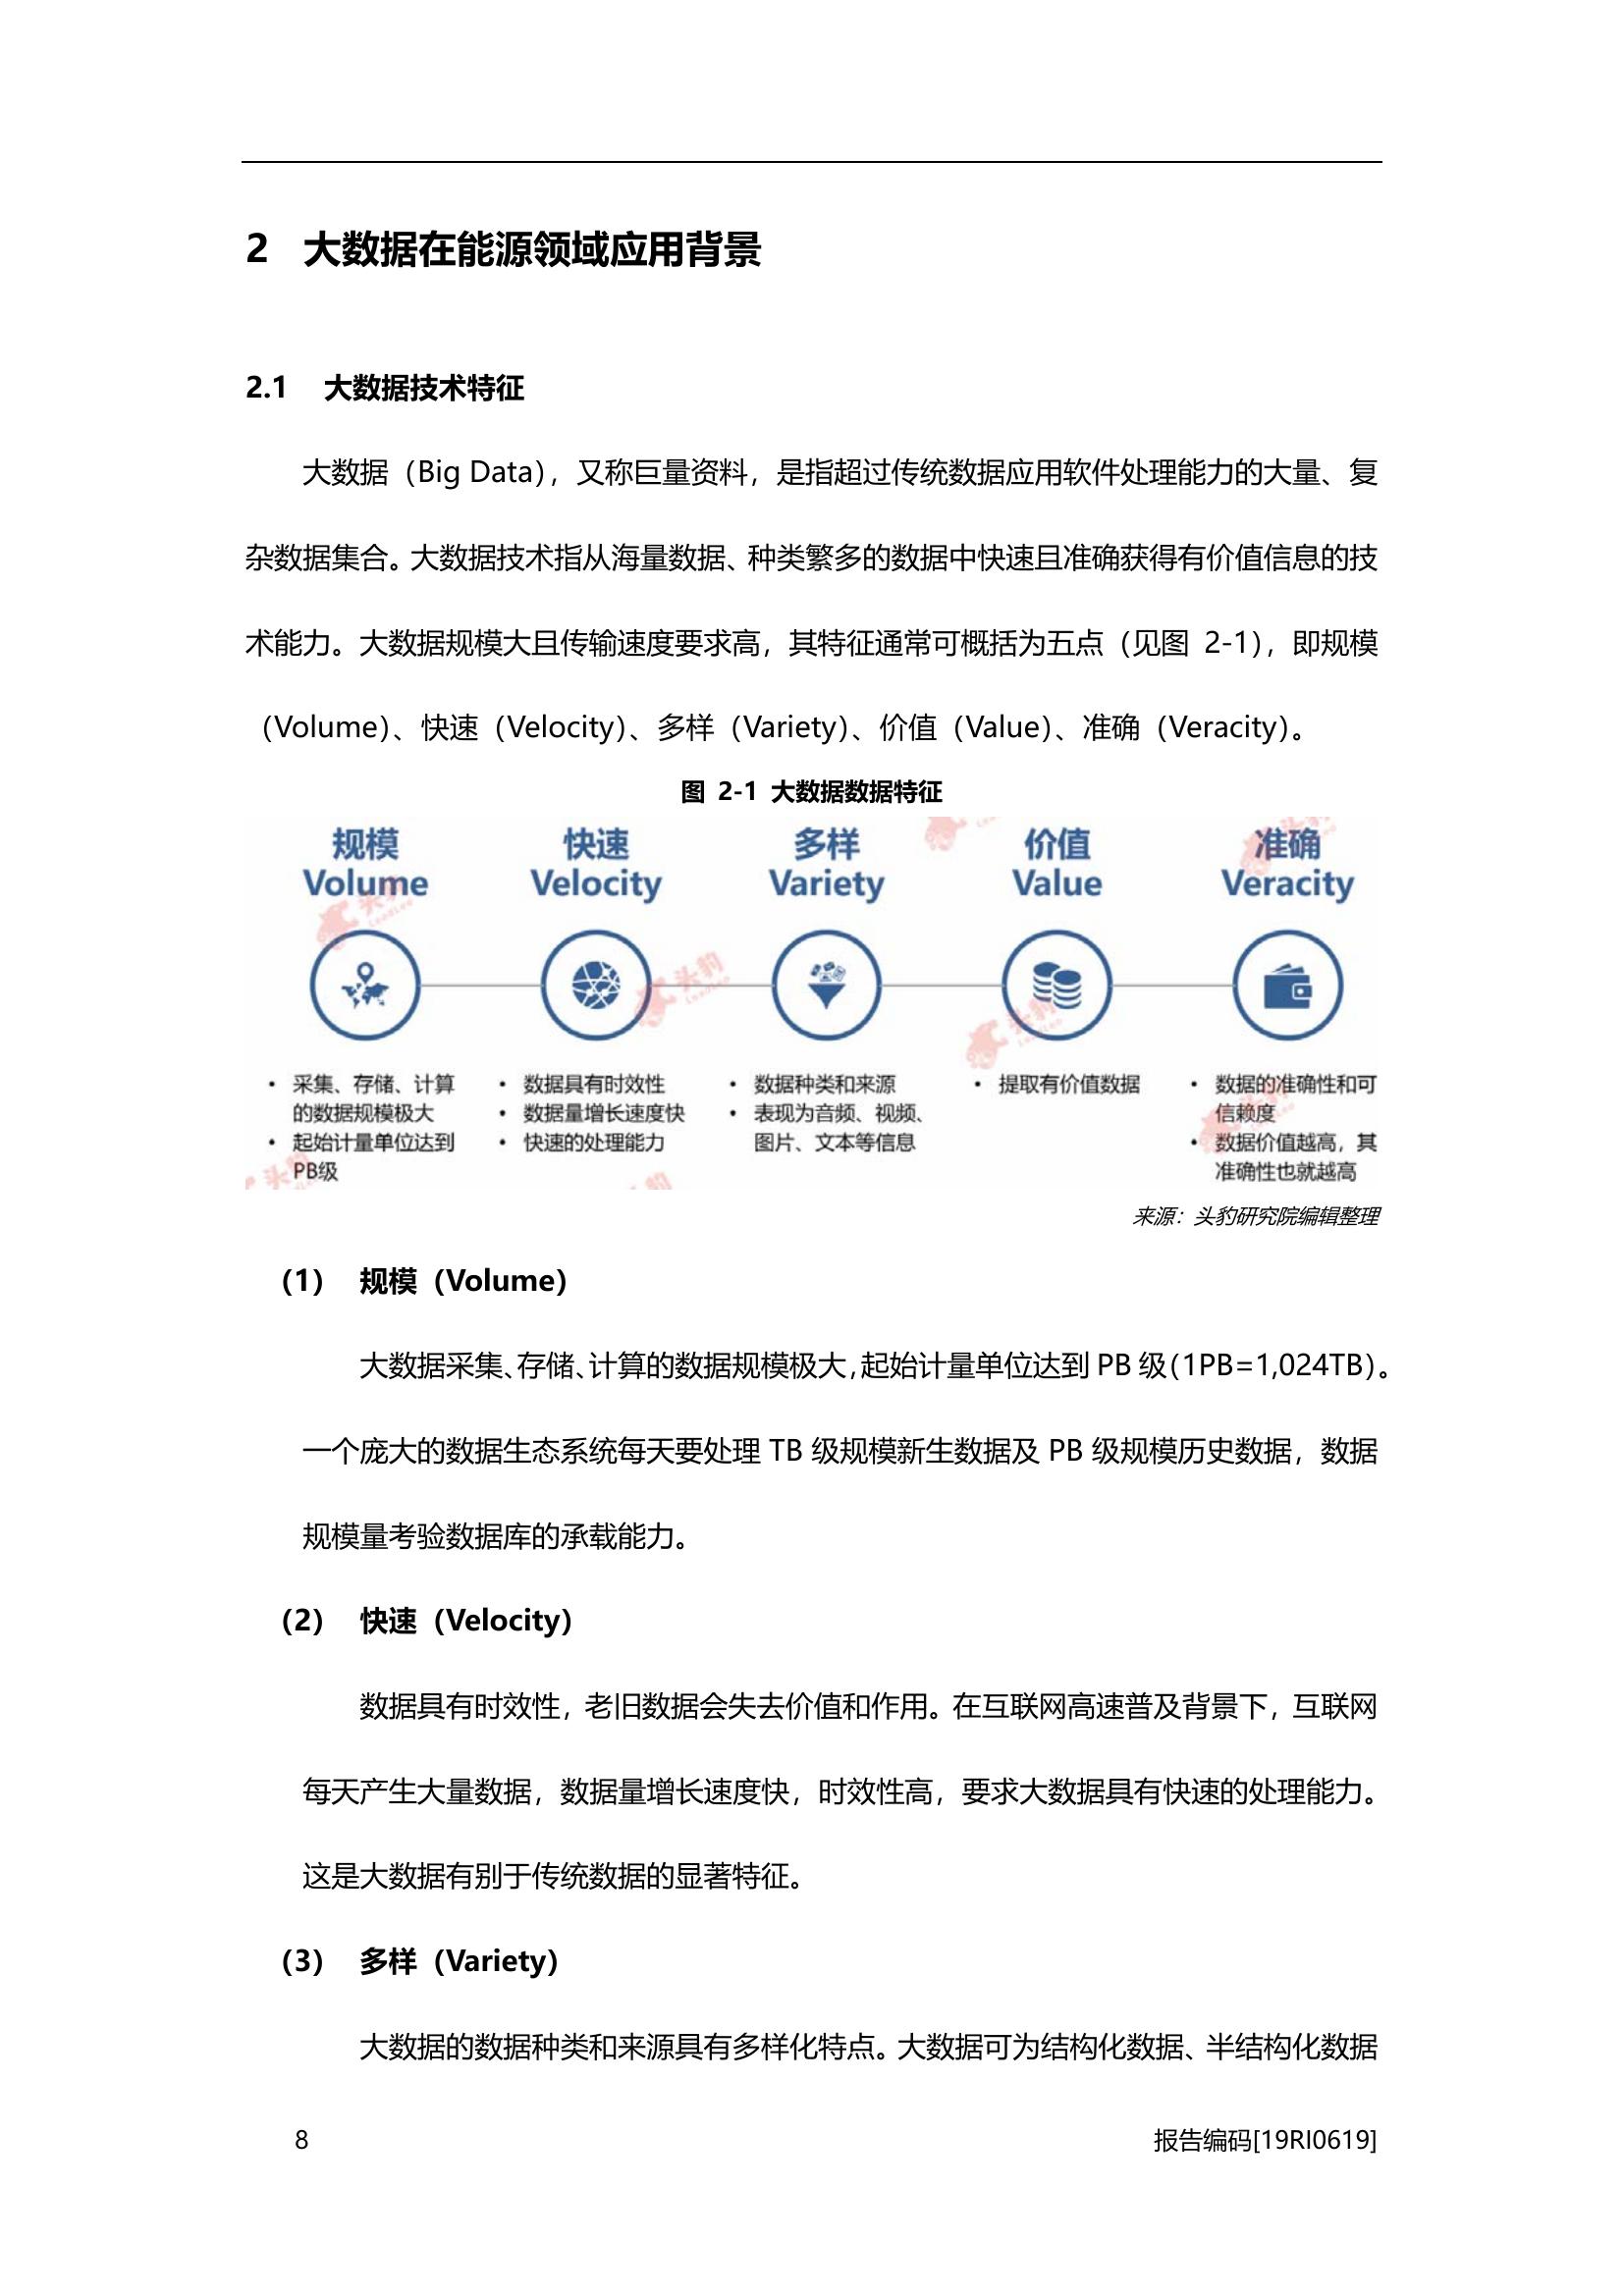 2 大数据在能源领域应用背景
2.1 大数据技术特征
大数据（Big Data），又称巨量资料，是指超过传统数据应用软件处理能力的大量、复
杂数据集合。大数据技术指从海量数据、种类繁多的数据中快速且准确获得有价值信息的技
术能力。大数据规模大且传输速度要求高，其特征通常可概括为五点（见图 2-1），即规模
（Volume）、快速（Velocity）、多样（Variety）、价值（Value）、准确（Veracity）。
图 2-1 大数据数据特征
规模
Volume
• 采集、存储、计算
的数据规模极大
• 起始计量单位达到
PB级
快速
Velocity
• 数据具有时效性
• 数据量增长速度快
• 快速的处理能力
多样
Variety
• 数据种类和来源
• 表现为音频、视频、
图片、文本等信息
价值
Value
• 提取有价值数据
准确
Veracity
• 数据的准确性和可
信赖度
• 数据价值越高，其
准确性也就越高
头豹
LeadLeo
来源：头豹研究院编辑整理
（1） 规模（Volume）
大数据采集、存储、计算的数据规模极大，起始计量单位达到 PB 级（1PB=1,024TB）。
一个庞大的数据生态系统每天要处理 TB 级规模新生数据及 PB 级规模历史数据，数据
规模量考验数据库的承载能力。
（2） 快速（Velocity）
数据具有时效性，老旧数据会失去价值和作用。在互联网高速普及背景下，互联网
每天产生大量数据，数据量增长速度快，时效性高，要求大数据具有快速的处理能力。
这是大数据有别于传统数据的显著特征。
（3） 多样（Variety）
大数据的数据种类和来源具有多样化特点。大数据可为结构化数据、半结构化数据
8 报告编码[19RI0619]